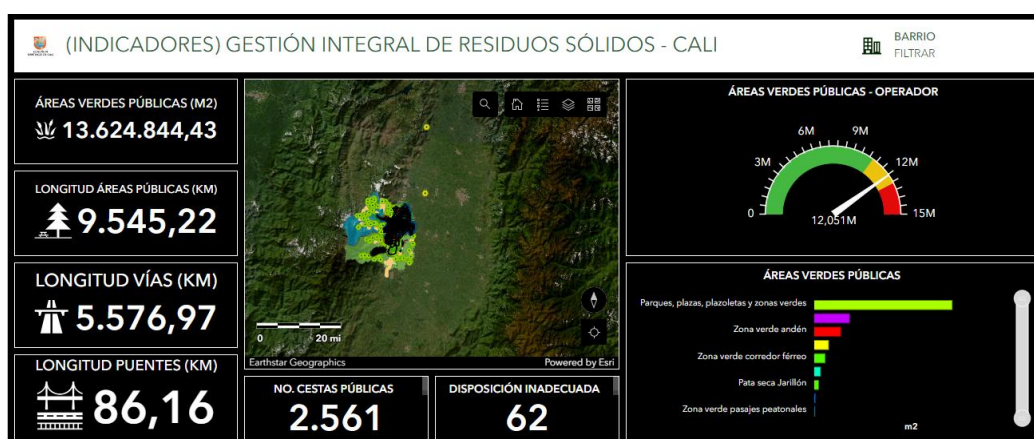 (INDICADORES) GESTIÓN INTEGRAL DE RESIDUOS SÓLIDOS - CALI
BARRIO
FILTRAR
ÁREAS VERDES PÚBLICAS (M2)
13.624.844,43
LONGITUD ÁREAS PÚBLICAS (KM)
9.545,22
LONGITUD VÍAS (KM)
5.576,97
LONGITUD PUENTES (KM)
86,16
0 20 mi
Earthstar Geographics Powered by Esri
NO. CESTAS PÚBLICAS
2.561
DISPOSICIÓN INADECUADA
62
ÁREAS VERDES PÚBLICAS - OPERADOR
6M 9M
3M 12M
0 15M
12,051M
ÁREAS VERDES PÚBLICAS
Parques, plazas, plazoletas y zonas verdes
Zona verde andén
Zona verde corredor férreo
Pata seca Jarillón
Zona verde pasajes peatonales
m2